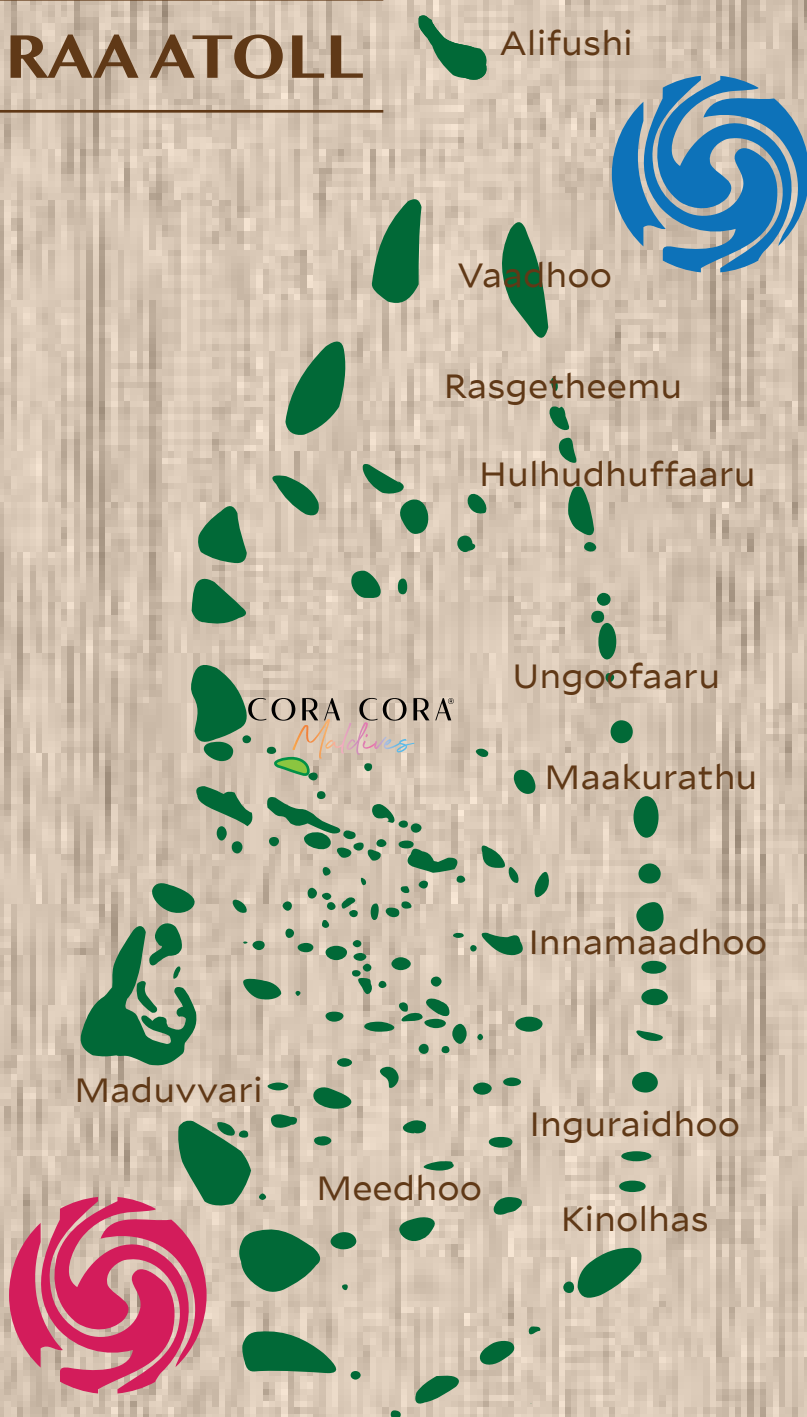 RAA ATOLL
Alifushi
Vaadhoo
Rasgetheemu
Hulhudhuffaaru
Ungoofaaru
CORA CORA®
Maldives
Maakurathu
Innamaadhoo
Maduvvari
Inguraidhoo
Meedhoo
Kinolhas